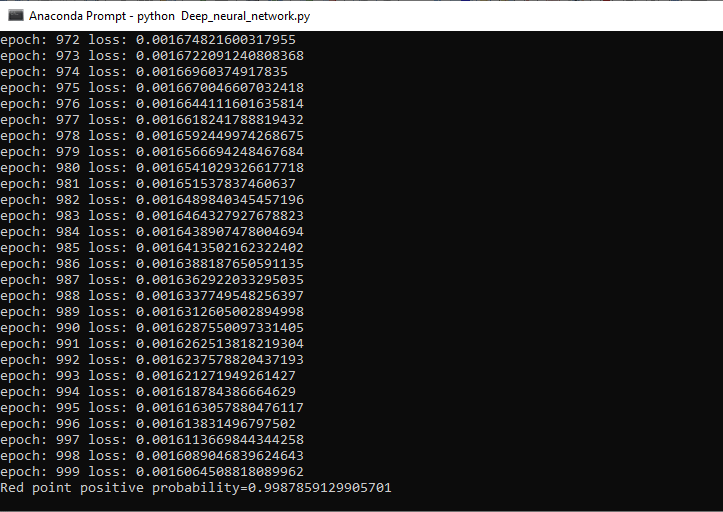 Anaconda Prompt - python  Deep_neural_network.py
epoch: 972 loss: 0.001674821600317955
epoch: 973 loss: 0.0016722091240808368
epoch: 974 loss: 0.00166960374917835
epoch: 975 loss: 0.0016670046607032418
epoch: 976 loss: 0.0016644111601635814
epoch: 977 loss: 0.0016618241788819432
epoch: 978 loss: 0.0016592449974268675
epoch: 979 loss: 0.0016566694248467684
epoch: 980 loss: 0.0016541029326617718
epoch: 981 loss: 0.001651537837460637
epoch: 982 loss: 0.0016489840345457196
epoch: 983 loss: 0.0016464327927678823
epoch: 984 loss: 0.0016438907478004694
epoch: 985 loss: 0.0016413502162322402
epoch: 986 loss: 0.0016388187650591135
epoch: 987 loss: 0.0016362922033295035
epoch: 988 loss: 0.0016337749548256397
epoch: 989 loss: 0.0016312605002894998
epoch: 990 loss: 0.0016287550097331405
epoch: 991 loss: 0.0016262513818219304
epoch: 992 loss: 0.0016237578820437193
epoch: 993 loss: 0.001621271949261427
epoch: 994 loss: 0.001618784386664629
epoch: 995 loss: 0.0016163057880476117
epoch: 996 loss: 0.001613831496797502
epoch: 997 loss: 0.0016113669844344258
epoch: 998 loss: 0.0016089046839624643
epoch: 999 loss: 0.0016064508818089962
Red point positive probability=0.9987859129905701